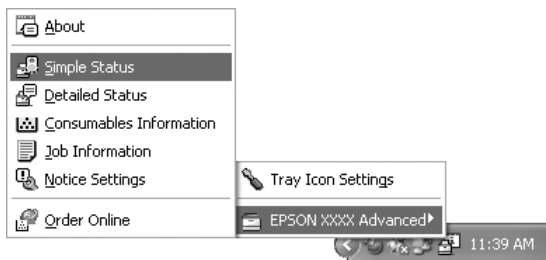 About
Simple Status
Detailed Status
Consumables Information
Job Information
Notice Settings
Order Online
Tray Icon Settings
EPSON XXXX Advanced
11:39 AM